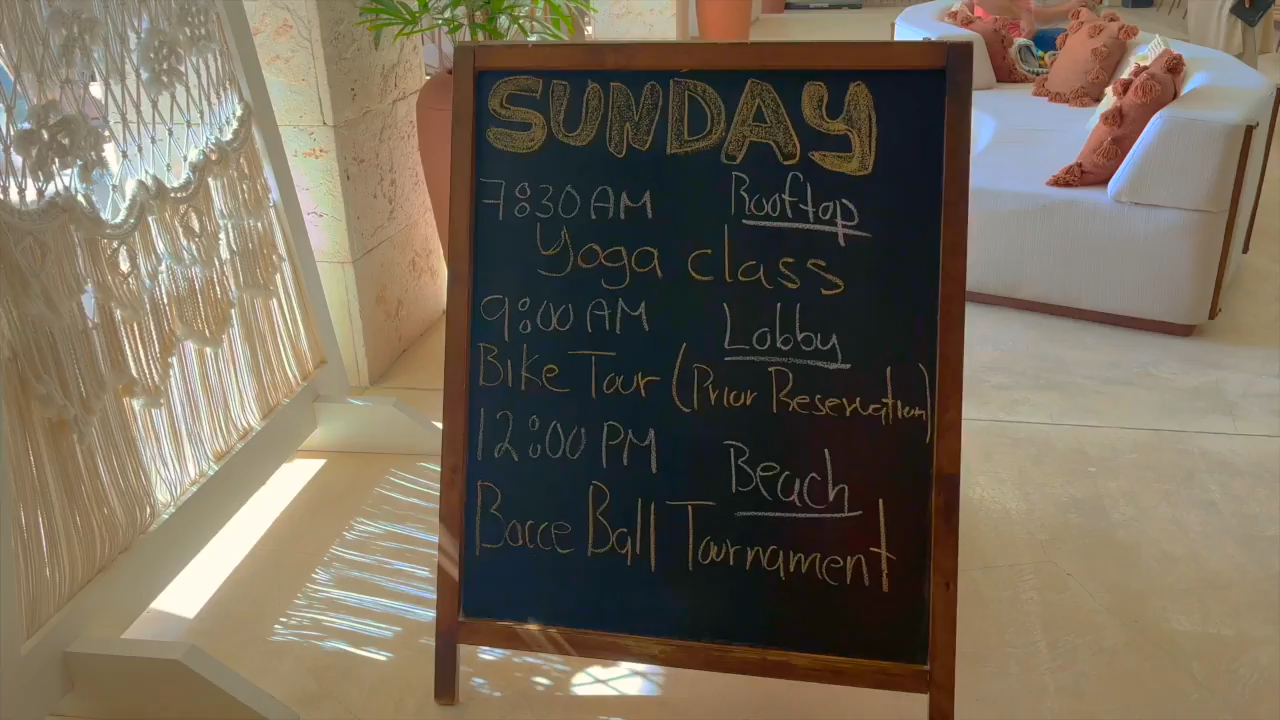 SUNDAY
7:30 AM Rooftop
Yoga class
9:00 AM Lobby
Bike Tour (Prior Reservation)
12:00 PM Beach
Bocce Ball Tournament